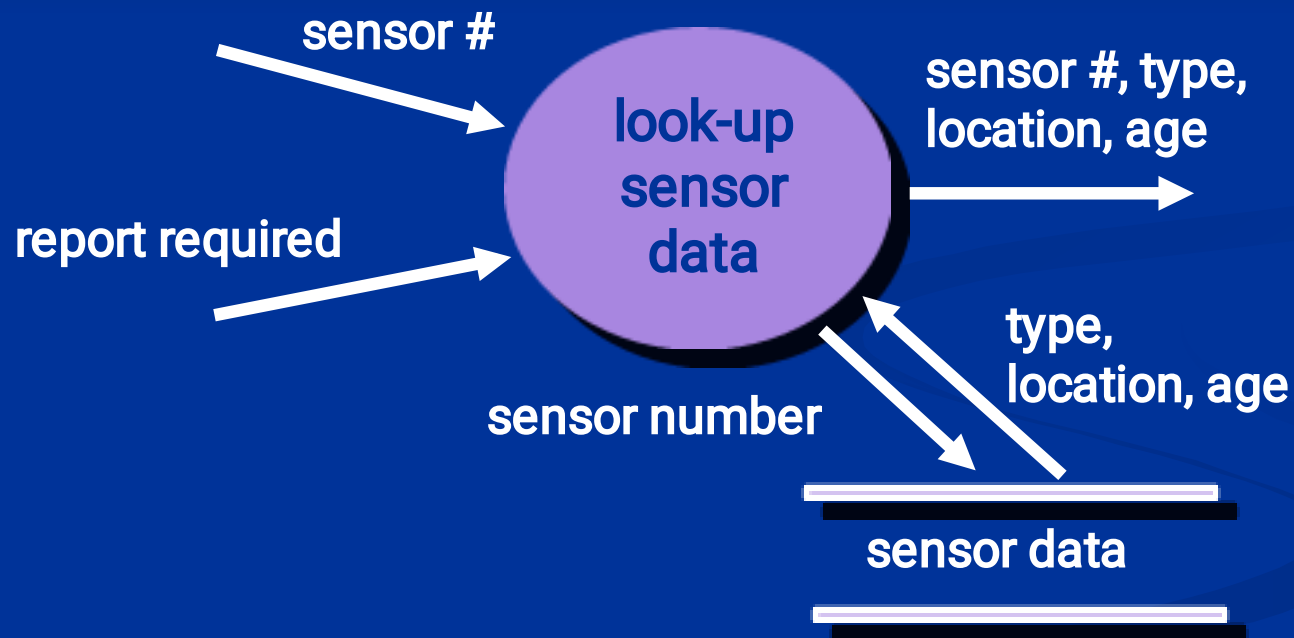 sensor #
sensor #, type,
location, age
look-up
sensor
data
report required
type,
location, age
sensor number
sensor data